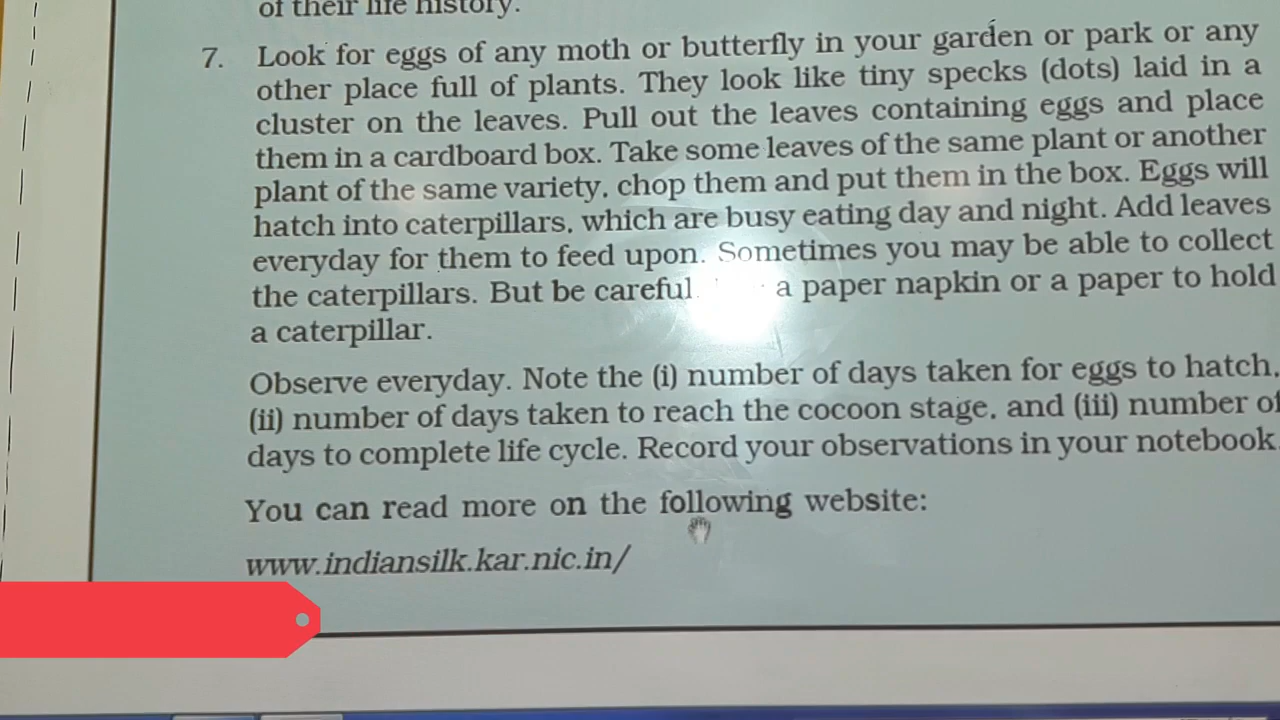 of their life history.
7. Look for eggs of any moth or butterfly in your garden or park or any
other place full of plants. They look like tiny specks (dots) laid in a
cluster on the leaves. Pull out the leaves containing eggs and place
them in a cardboard box. Take some leaves of the same plant or another
plant of the same variety, chop them and put them in the box. Eggs will
hatch into caterpillars, which are busy eating day and night. Add leaves
everyday for them to feed upon. Sometimes you may be able to collect
the caterpillars. But be careful. a paper napkin or a paper to hold
a caterpillar.
Observe everyday. Note the (i) number of days taken for eggs to hatch,
(ii) number of days taken to reach the cocoon stage, and (iii) number of
days to complete life cycle. Record your observations in your notebook.
You can read more on the following website:
www.indiansilk.kar.nic.in/